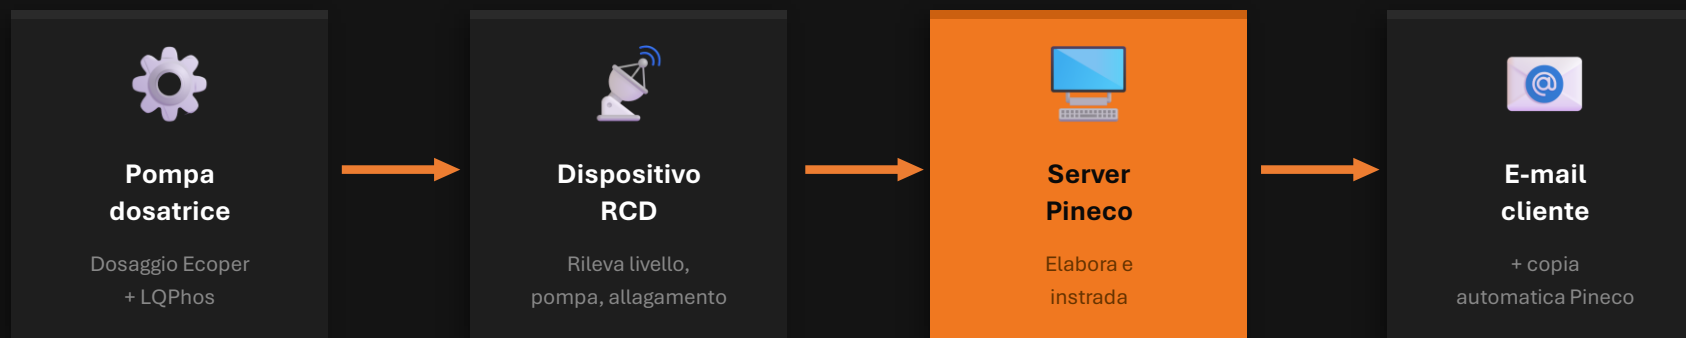 Pompa
dosatrice
Dosaggio Ecoper
+ LQPhos
Dispositivo
RCD
Rileva livello,
pompa, allagamento
Server
Pineco
Elabora e
instrada
@
E-mail
cliente
+ copia
automatica Pineco